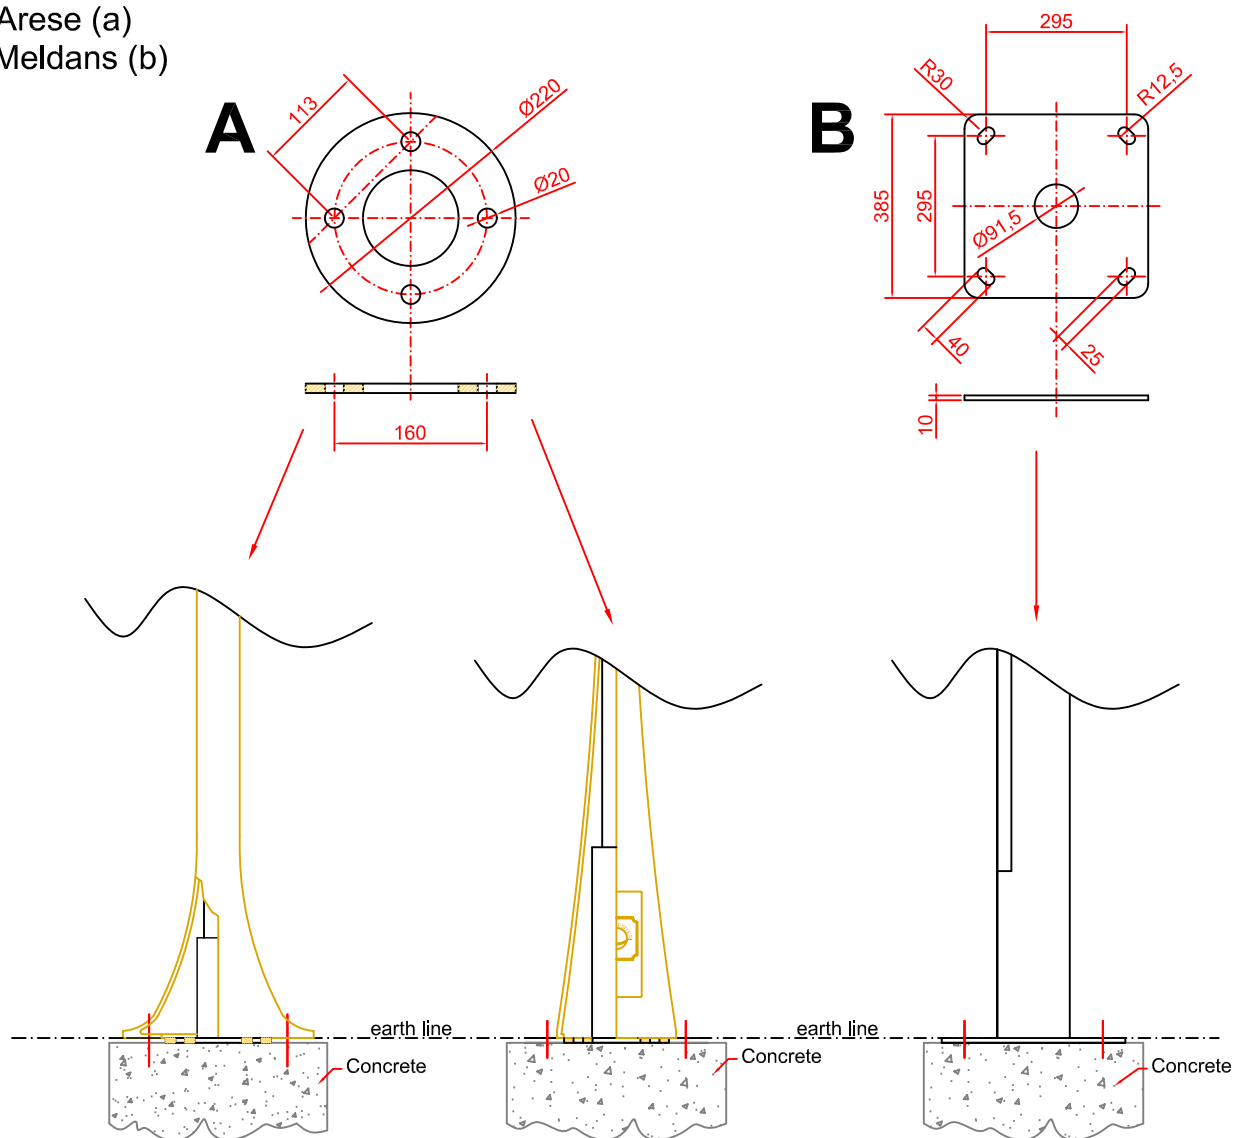 Arese (a)
Meldans (b)
A
113
Ø220
Ø20
160
B
295
R30
R12,5
385
295
Ø91,5
40
25
10
earth line
earth line
Concrete
Concrete
Concrete